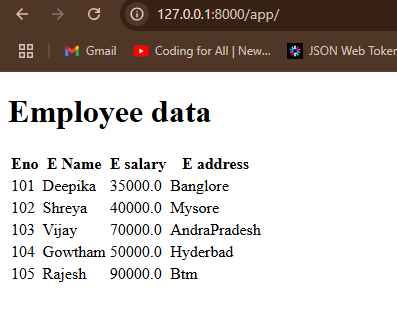 127.0.0.1:8000/app/
Gmail Coding for All | New... JSON Web Token
Employee data
Eno E Name E salary E address
101 Deepika 35000.0 Banglore
102 Shreya 40000.0 Mysore
103 Vijay 70000.0 AndraPradesh
104 Gowtham 50000.0 Hyderbad
105 Rajesh 90000.0 Btm